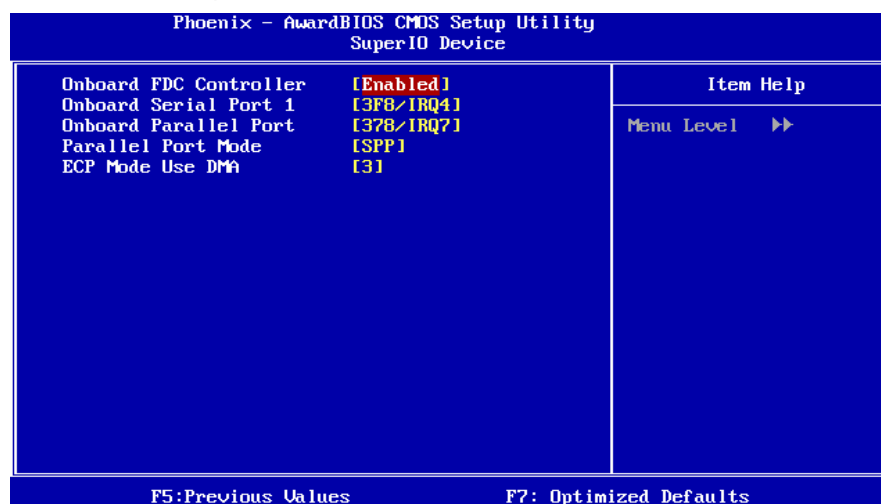 Phoenix - AwardBIOS CMOS Setup Utility
SuperIO Device
Onboard FDC Controller [Enabled]
Onboard Serial Port 1 [3F8/IRQ4]
Onboard Parallel Port [378/IRQ7]
Parallel Port Mode [SPP]
ECP Mode Use DMA [3]
Item Help
Menu Level ▶▶
F5:Previous Values F7: Optimized Defaults